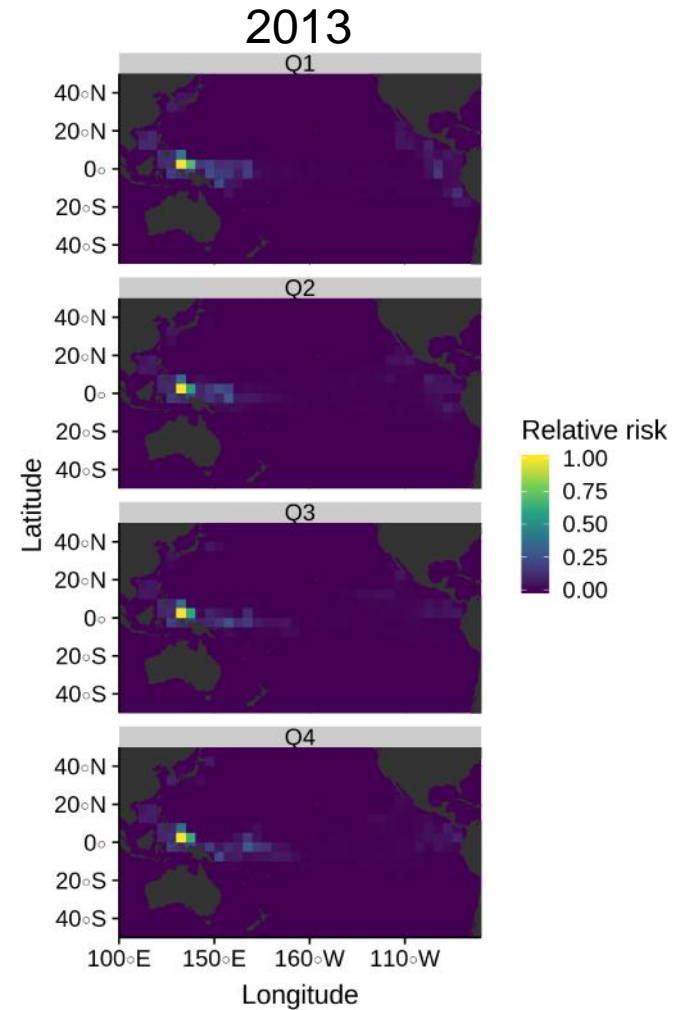 2013
Q1
40◦N
20◦N
0◦
20◦S
40◦S
Q2
40◦N
20◦N
0◦
20◦S
40◦S
Q3
40◦N
20◦N
0◦
20◦S
40◦S
Q4
40◦N
20◦N
0◦
20◦S
40◦S
100◦E 150◦E 160◦W 110◦W
Longitude
Latitude
Relative risk
1.00
0.75
0.50
0.25
0.00